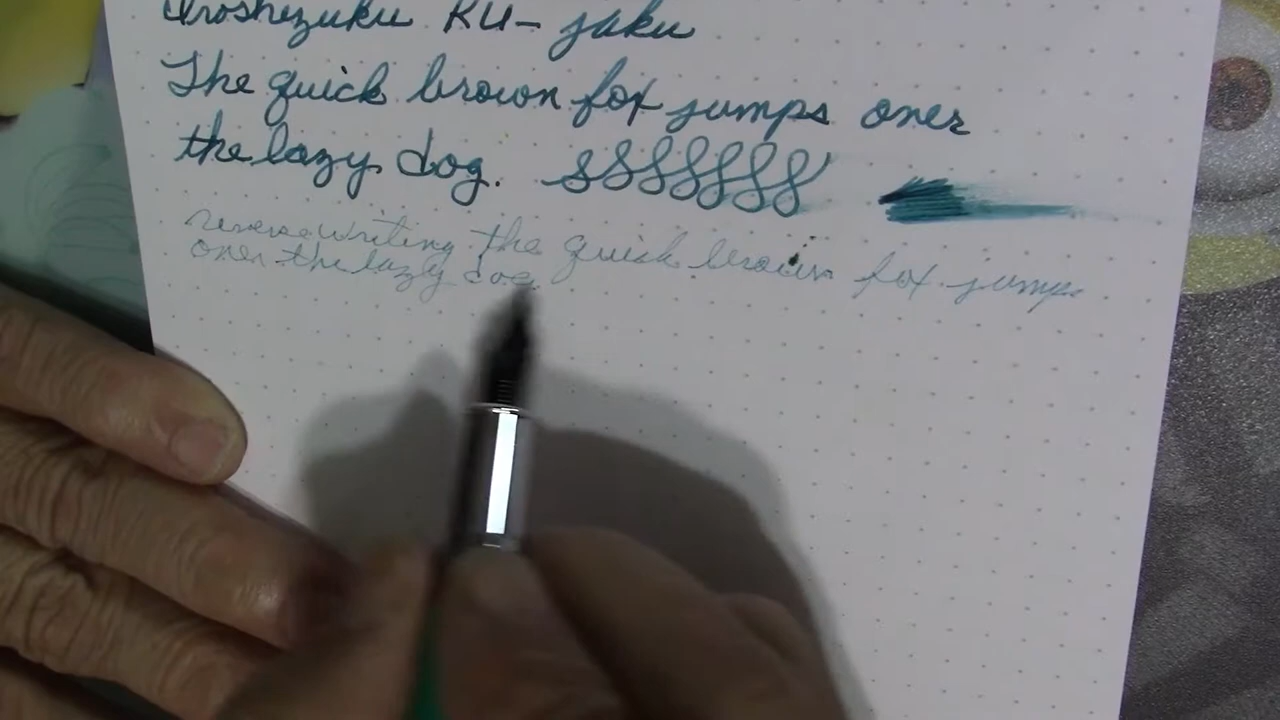 Iroshizuku KU-jaku
The quick brown fox jumps over
the lazy dog. sssssss
reverse writing the quick brown fox jumps
over the lazy dog